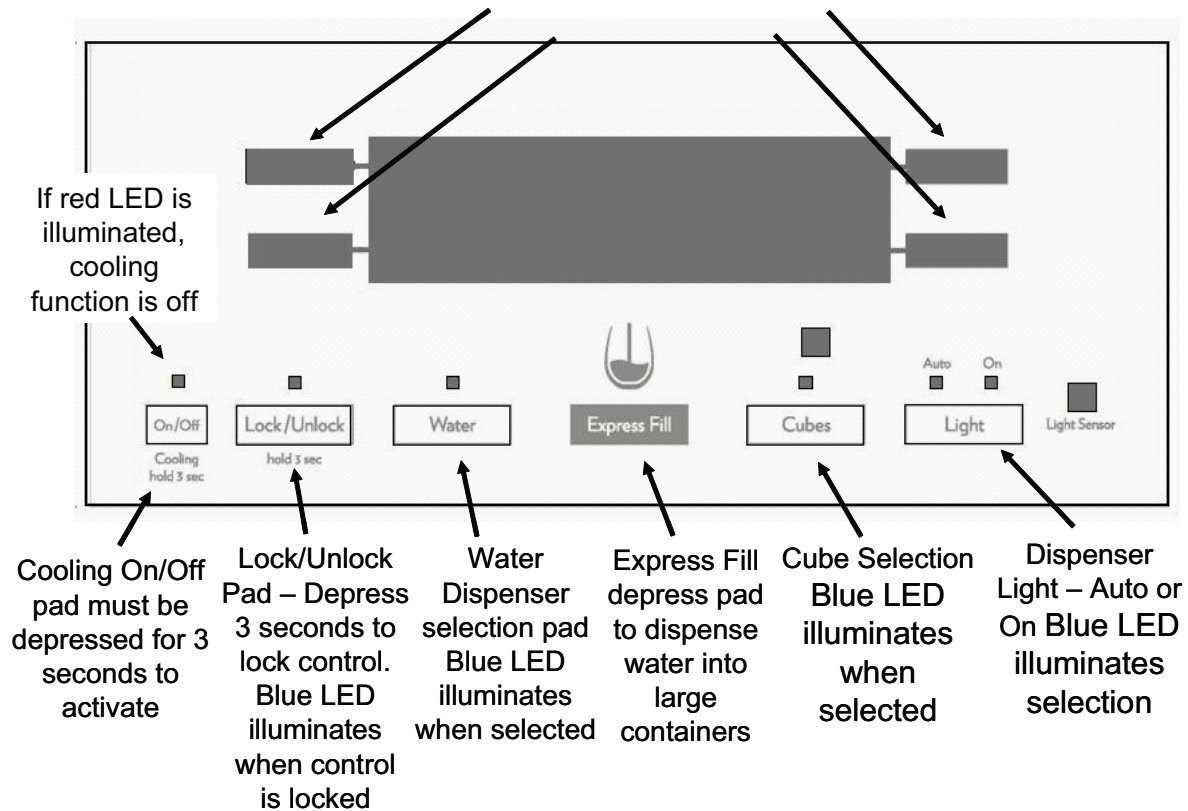 If red LED is
illuminated,
cooling
function is off
Auto
On
On/Off
Lock/Unlock
Water
Express Fill
Cubes
Light
Light Sensor
Cooling
hold 3 sec
hold 3 sec
Cooling On/Off
pad must be
depressed for 3
seconds to
activate
Lock/Unlock
Pad – Depress
3 seconds to
lock control.
Blue LED
illuminates
when control
is locked
Water
Dispenser
selection pad
Blue LED
illuminates
when selected
Express Fill
depress pad
to dispense
water into
large
containers
Cube Selection
Blue LED
illuminates
when
selected
Dispenser
Light – Auto or
On Blue LED
illuminates
selection